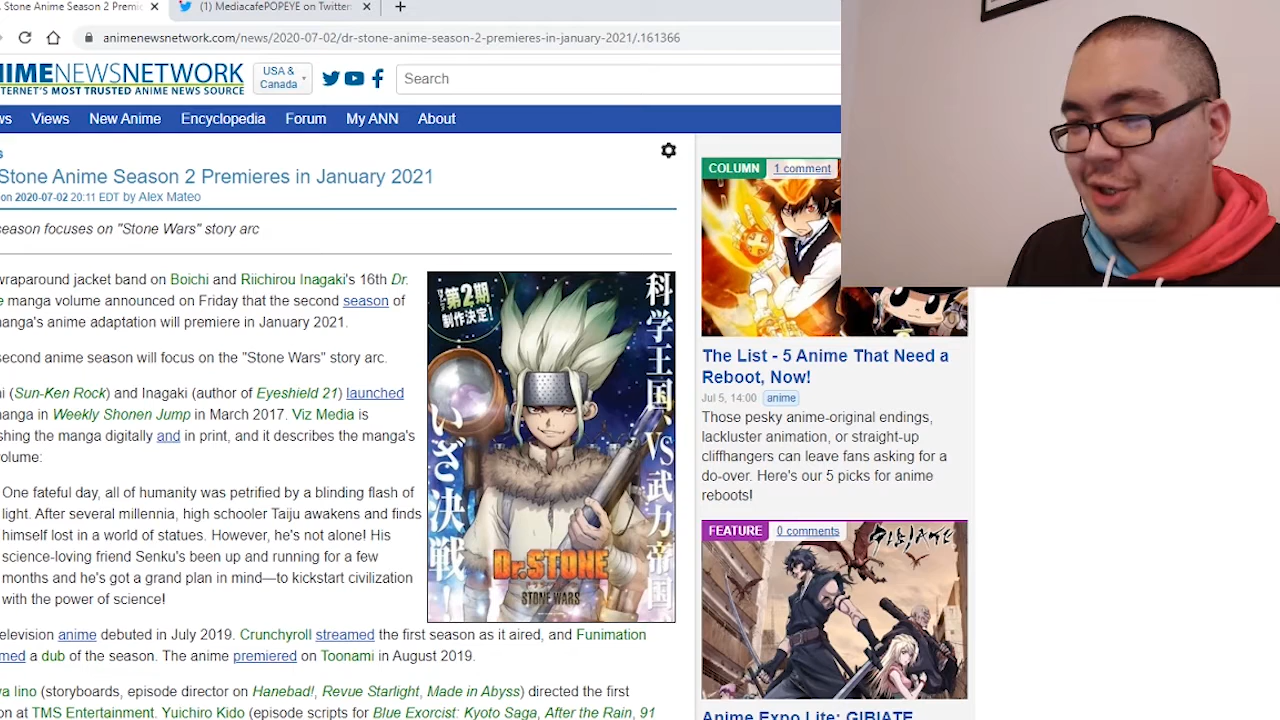 Stone Anime Season 2 Premie
(1) MediacafePOPEYE on Twitter
animenewsnetwork.com/news/2020-07-02/dr-stone-anime-season-2-premieres-in-january-2021/.161366
NIMENEWSNETWORK
TERNET'S MOST TRUSTED ANIME NEWS SOURCE
USA &
Canada
Search
ws Views New Anime Encyclopedia Forum My ANN About
s
Stone Anime Season 2 Premieres in January 2021
on 2020-07-02 20:11 EDT by Alex Mateo
eason focuses on "Stone Wars" story arc
wraparound jacket band on Boichi and Riichirou Inagaki's 16th Dr.
e manga volume announced on Friday that the second season of
nanga's anime adaptation will premiere in January 2021.
second anime season will focus on the "Stone Wars" story arc.
i (Sun-Ken Rock) and Inagaki (author of Eyeshield 21) launched
nanga in Weekly Shonen Jump in March 2017. Viz Media is
shing the manga digitally and in print, and it describes the manga's
olume:
One fateful day, all of humanity was petrified by a blinding flash of
light. After several millennia, high schooler Taiju awakens and finds
himself lost in a world of statues. However, he's not alone! His
science-loving friend Senku's been up and running for a few
months and he's got a grand plan in mind—to kickstart civilization
with the power of science!
elevision anime debuted in July 2019. Crunchyroll streamed the first season as it aired, and Funimation
med a dub of the season. The anime premiered on Toonami in August 2019.
a Iino (storyboards, episode director on Hanebad!, Revue Starlight, Made in Abyss) directed the first
on at TMS Entertainment. Yuichiro Kido (episode scripts for Blue Exorcist: Kyoto Saga, After the Rain, 91
科学王国、VS武力帝国
いざ決戦!
第2期
制作決定!
Dr.STONE
STONE WARS
COLUMN 1 comment
The List - 5 Anime That Need a
Reboot, Now!
Jul 5, 14:00 anime
Those pesky anime-original endings,
lackluster animation, or straight-up
cliffhangers can leave fans asking for a
do-over. Here's our 5 picks for anime
reboots!
FEATURE 0 comments
Anime Expo Lite: GIBIATE